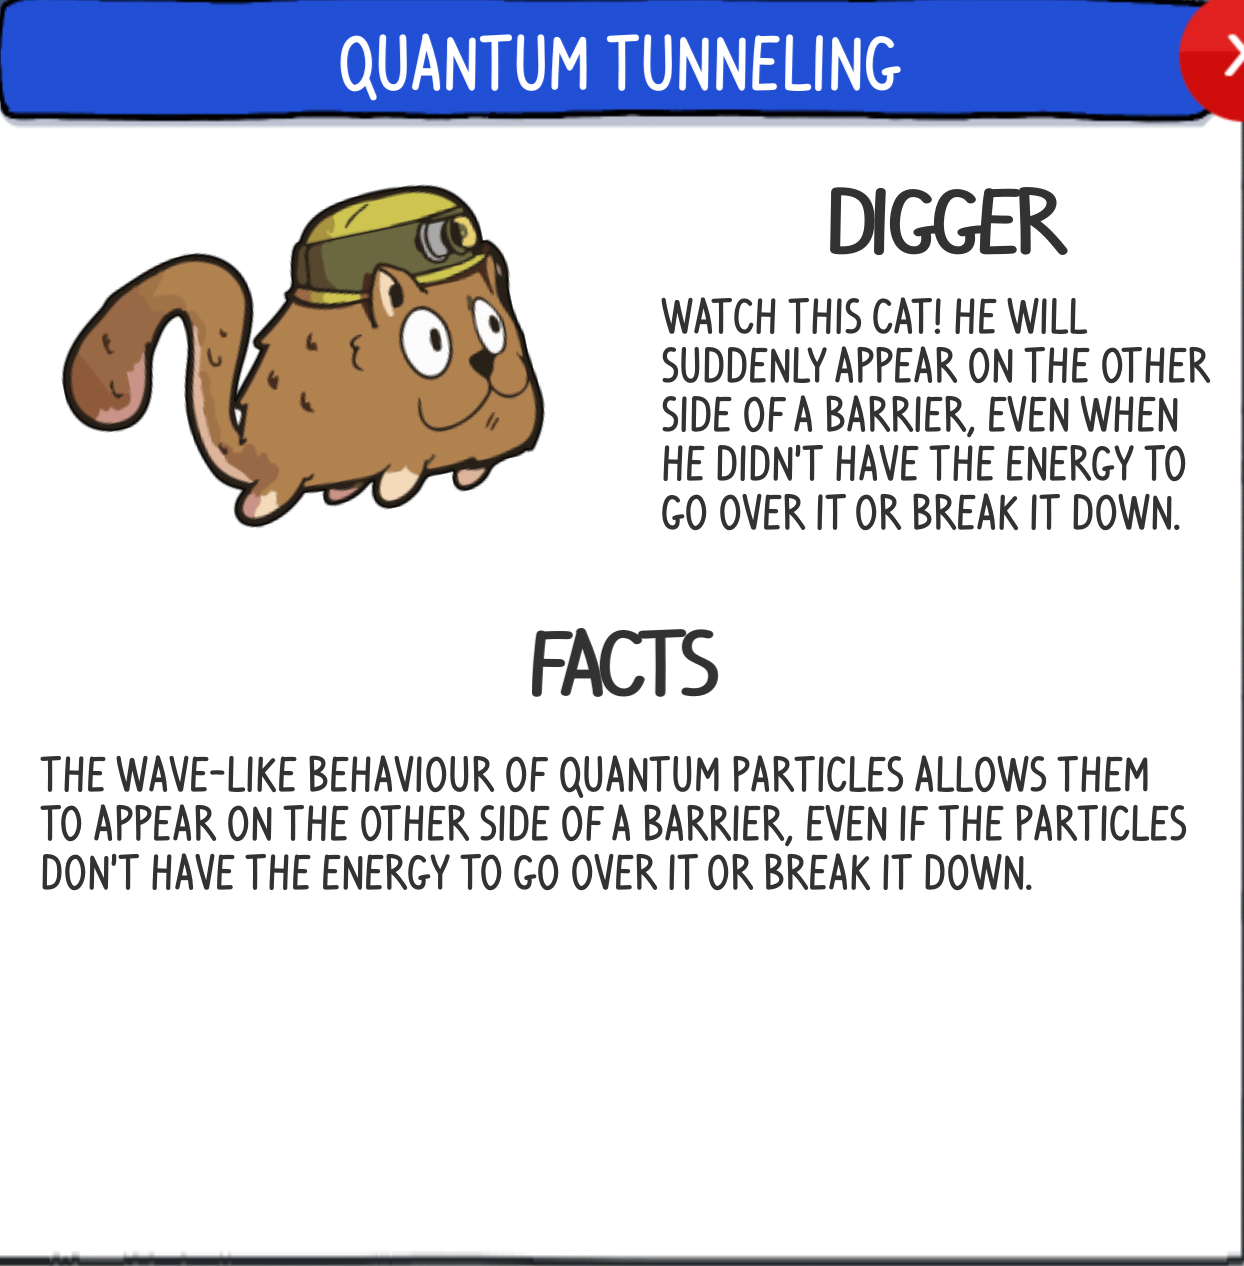 QUANTUM TUNNELING
X
DIGGER
WATCH THIS CAT! HE WILL
SUDDENLY APPEAR ON THE OTHER
SIDE OF A BARRIER, EVEN WHEN
HE DIDN'T HAVE THE ENERGY TO
GO OVER IT OR BREAK IT DOWN.
FACTS
THE WAVE-LIKE BEHAVIOUR OF QUANTUM PARTICLES ALLOWS THEM
TO APPEAR ON THE OTHER SIDE OF A BARRIER, EVEN IF THE PARTICLES
DON'T HAVE THE ENERGY TO GO OVER IT OR BREAK IT DOWN.